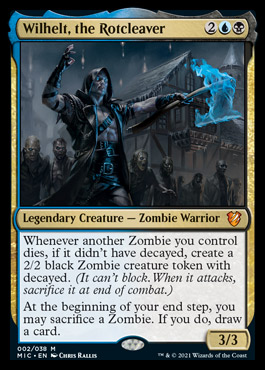 Wilhelt, the Rotcleaver 2
Legendary Creature — Zombie Warrior
Whenever another Zombie you control
dies, if it didn't have decayed, create a
2/2 black Zombie creature token with
decayed. (It can't block. When it attacks,
sacrifice it at end of combat.)
At the beginning of your end step, you
may sacrifice a Zombie. If you do, draw
a card.
3/3
002/038 M
MIC • EN Chris Rallis
™ & © 2021 Wizards of the Coast